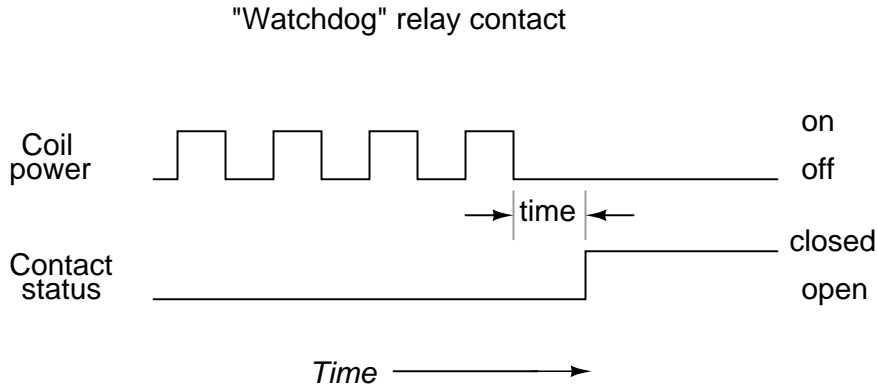 "Watchdog" relay contact
on
Coil
power
off
time
closed
Contact
status
open
Time